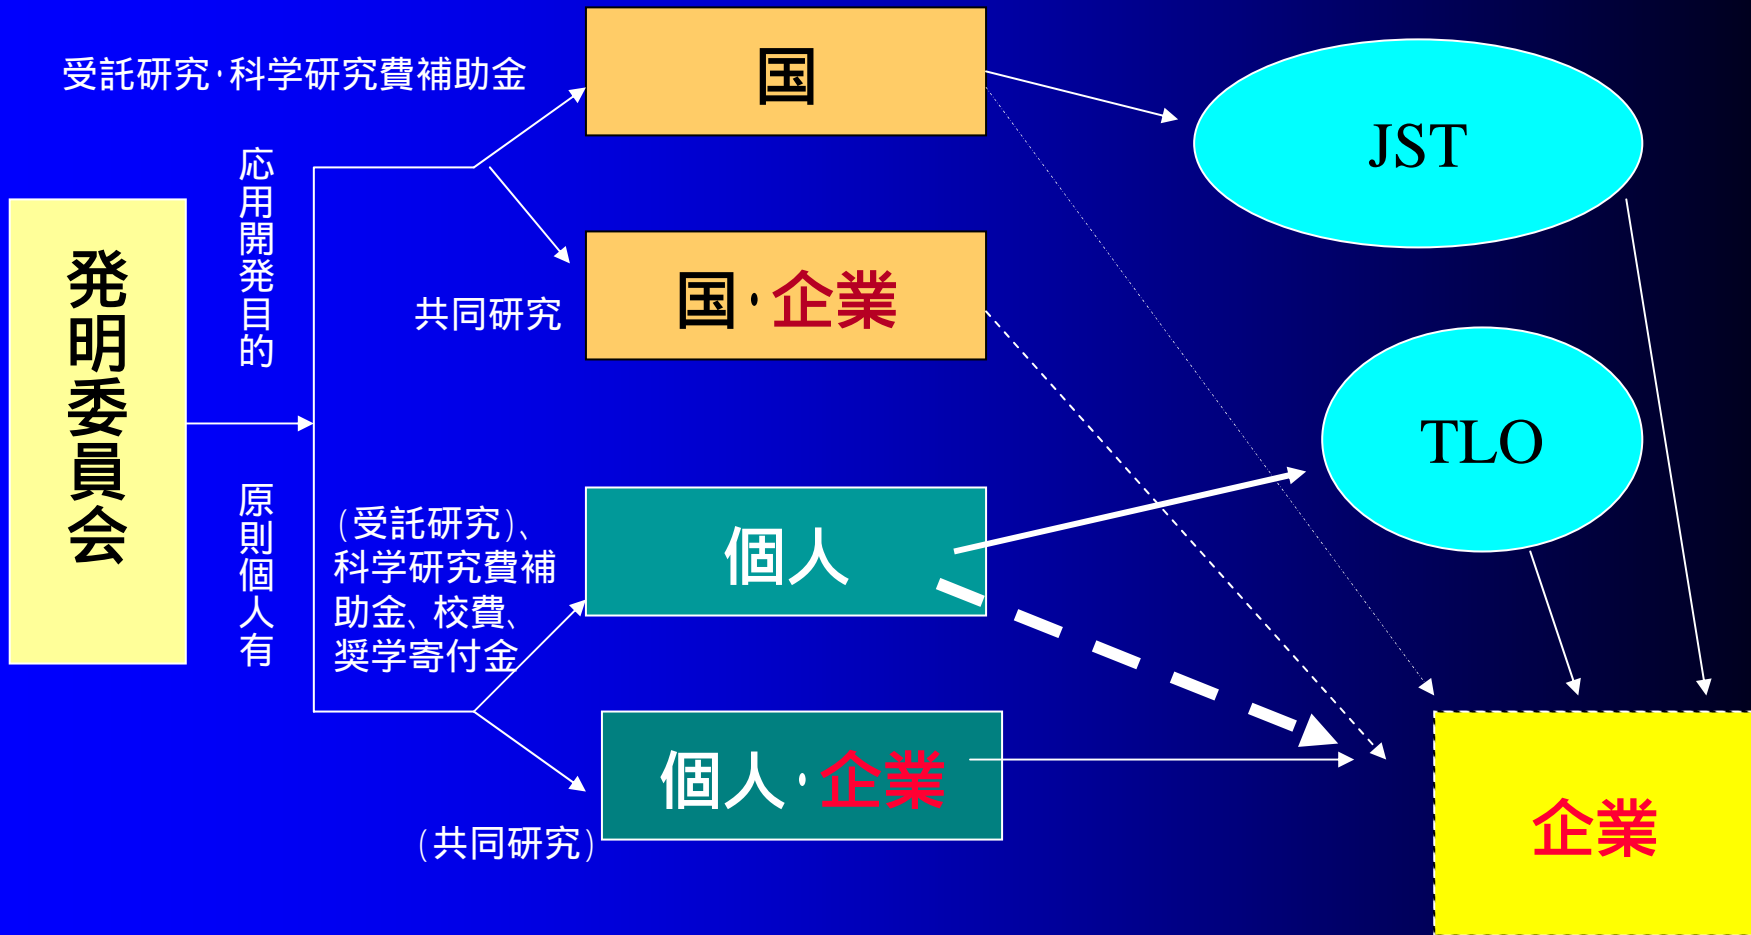 受託研究・科学研究費補助金
国
JST
応用開発目的
発明委員会
国・企業
共同研究
TLO
原則個人有
(受託研究)、
科学研究費補
助金、校費、
奨学寄付金
個人
個人・企業
(共同研究)
企業